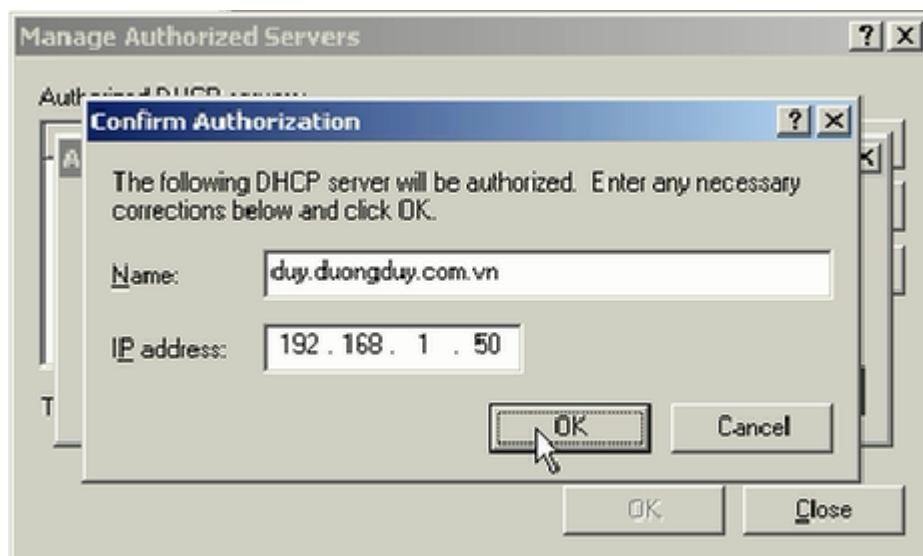 Manage Authorized Servers
Confirm Authorization
The following DHCP server will be authorized. Enter any necessary
corrections below and click OK.
Name:
duy.duongduy.com.vn
IP address:
192 . 168 . 1 . 50
OK
Cancel
OK
Close